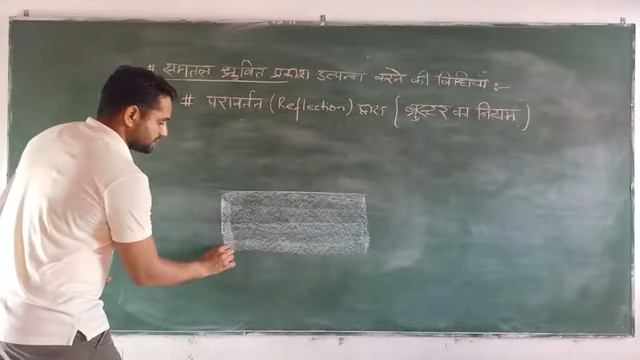 # समतल ध्रुवित प्रकाश उत्पन्न करने की विधियाँ :-
# परावर्तन (Reflection) द्वारा (ब्रुस्टर का नियम)